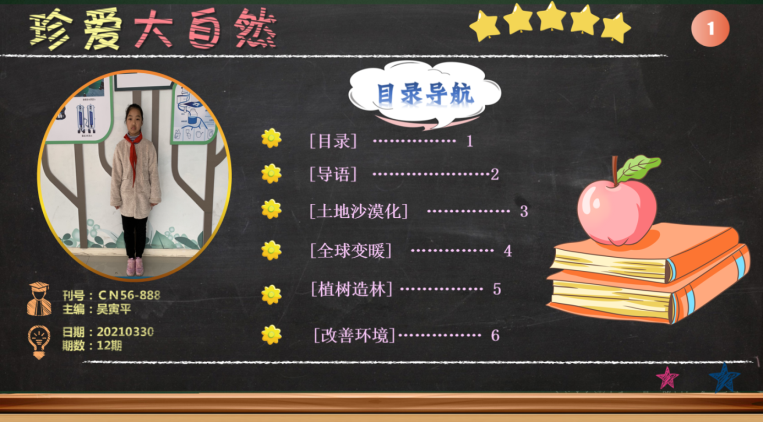 珍爱大自然
1
目录导航
[目录] …………… 1
[导语] …………………2
[土地沙漠化] …………… 3
[全球变暖] …………… 4
[植树造林]…………… 5
[改善环境]…………… 6
刊号：CN56-888
主编：吴寅平
日期：20210330
期数：12期